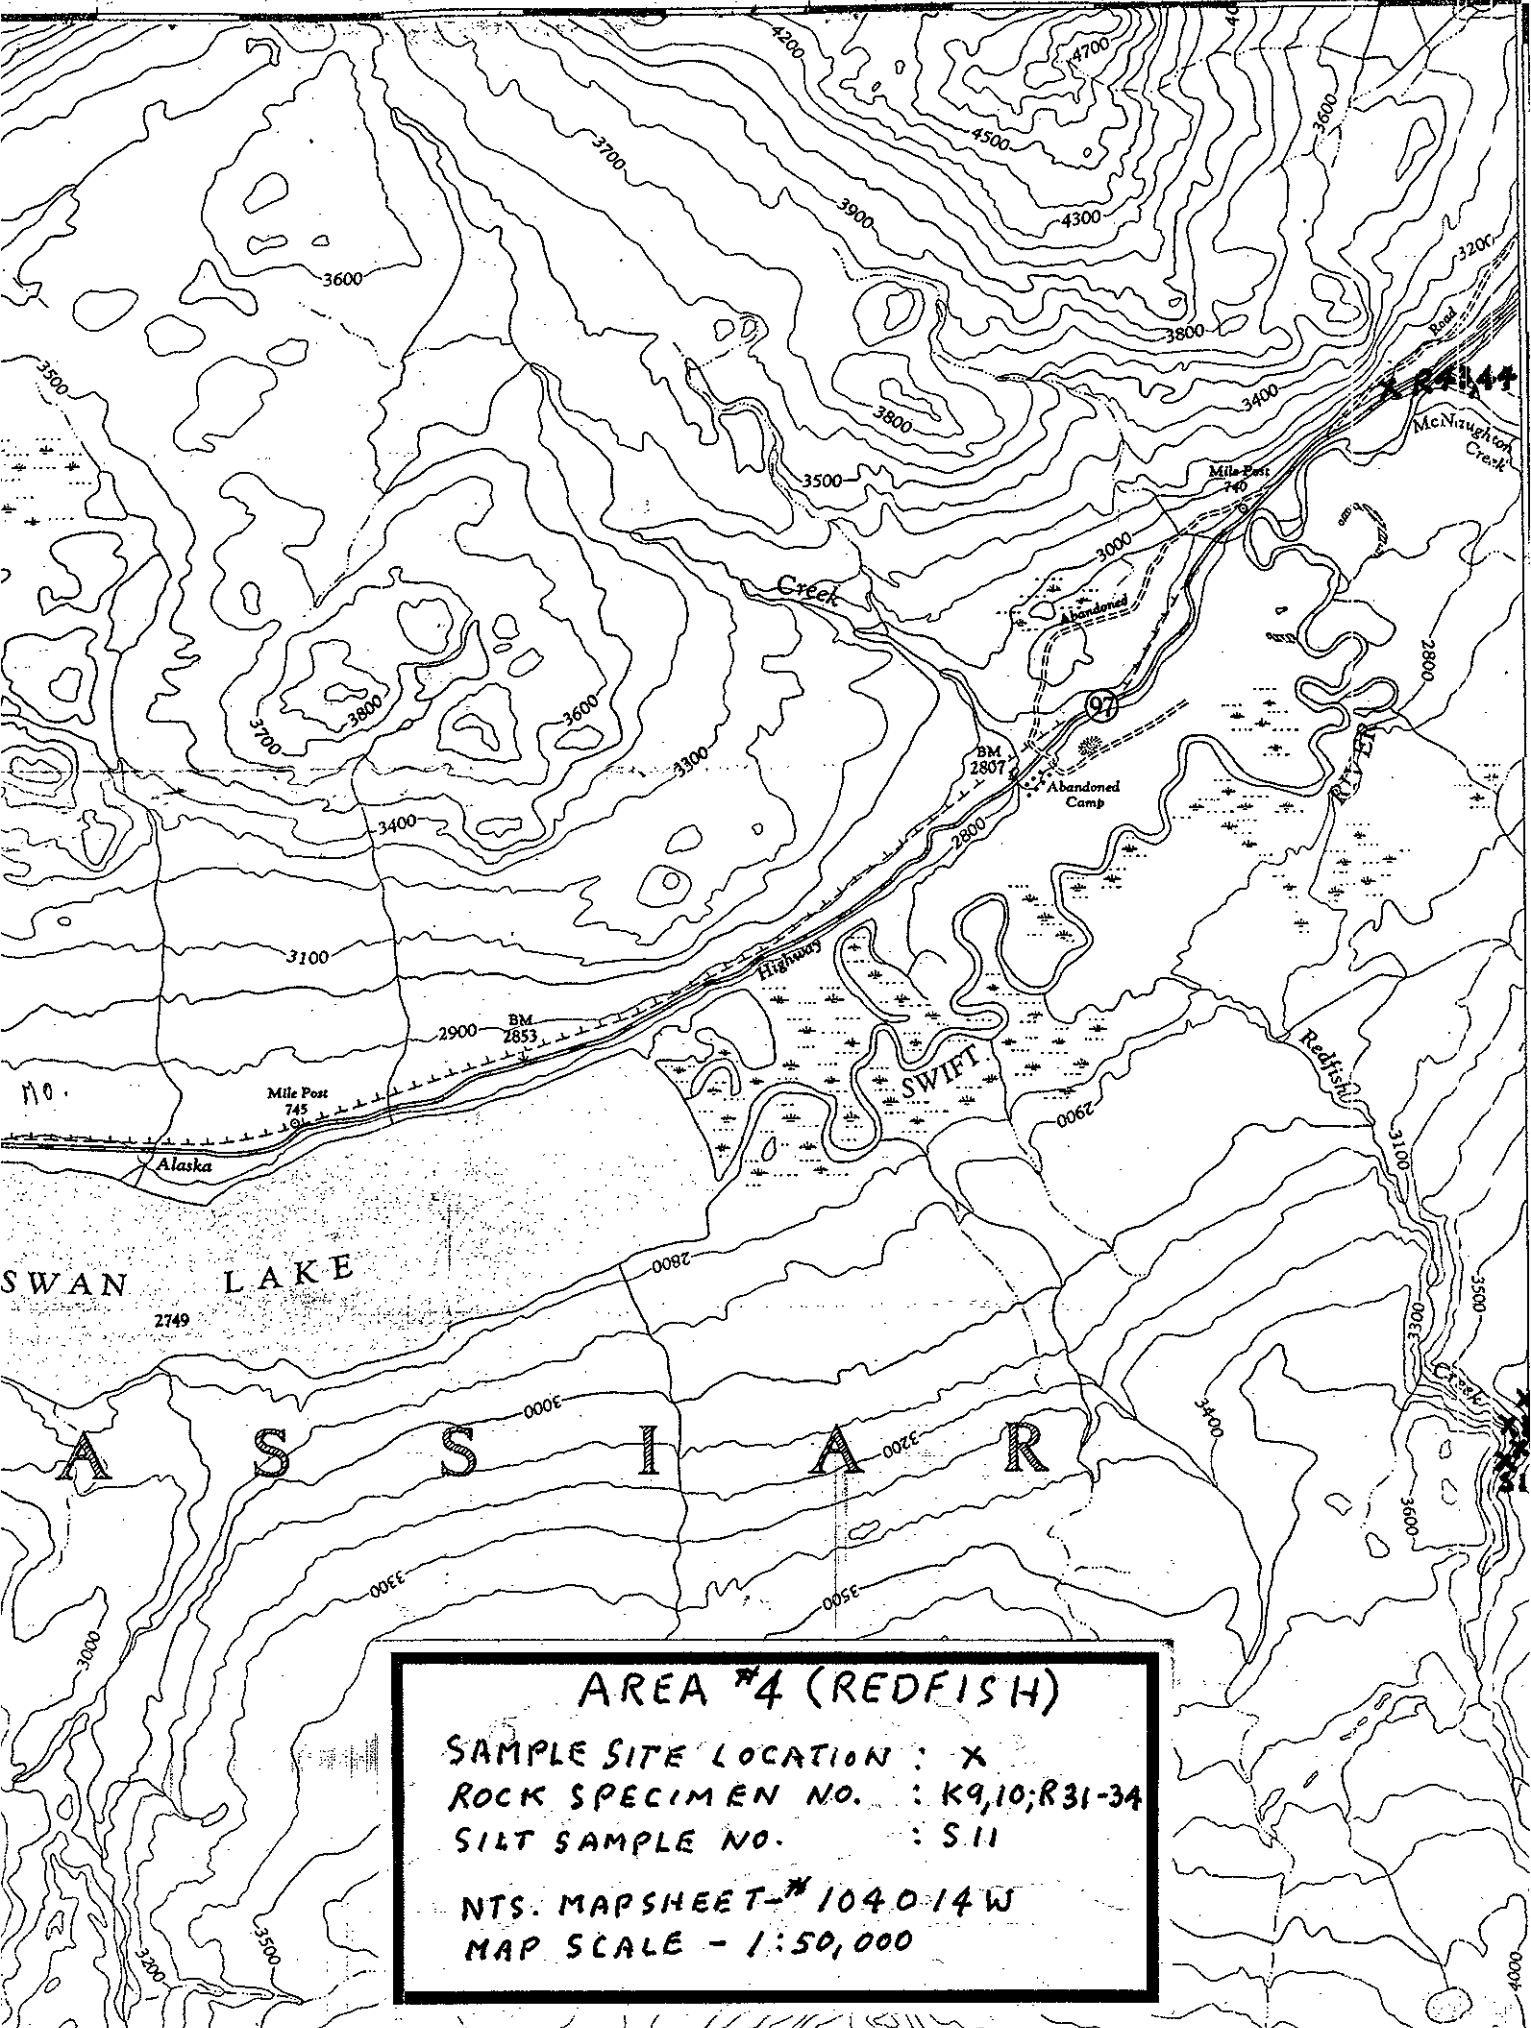 4200
4700
4500
3600
3700
3900
4300
3200
3600
3800
Road
3500
3400
3800
McNaughton
Creek
3500
Mile Post
740
3000
Creek
Abandoned
2800
3800
3700
3600
97
3300
BM
2807
RIVER
Abandoned
Camp
3400
2800
3100
Highway
2900
BM
2853
Redfish
SWIFT
MO.
Mile Post
745
2900
3100
Alaska
2800
SWAN LAKE
2749
3500
3300
Creek
3000
3400
3200
A S S I A R
3600
3300
3500
3000
AREA #4 (REDFISH)
SAMPLE SITE LOCATION : X
ROCK SPECIMEN NO. : K9,10;R31-34
SILT SAMPLE NO. : S11
NTS. MAPSHEET-# 104014W
MAP SCALE - 1:50,000
3500
3200
4000